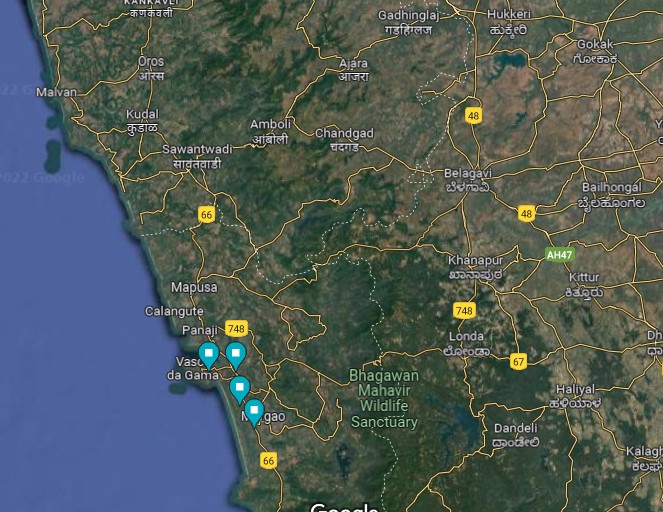 KANKAVLI
कणकवली
Gadhinglaj
गडहिंग्लज
Hukkeri
ಹುಕ್ಕೇರಿ
Gokak
ಗೋಕಾಕ
Oros
ओरस
Ajara
आजरा
Malvan
Kudal
कुडाळ
Amboli
आंबोली
Chandgad
चंदगड
48
Sawantwadi
सावंतवाडी
2022 Google
Belagavi
ಬೆಳಗಾವಿ
Bailhongal
ಬೈಲಹೊಂಗಲ
66
48
AH47
Khanapur
ಖಾನಾಪುರ
Kittur
ಕಿತ್ತೂರು
Mapusa
Calangute
748
Panaji
748
Londa
ಲೋಂಡಾ
67
Vasco
da Gama
Bhagawan
Mahavir
Wildlife
Sanctuary
Haliyal
ಹಳಿಯಾಳ
Dandeli
ದಾಂಡೇಲಿ
66
Google